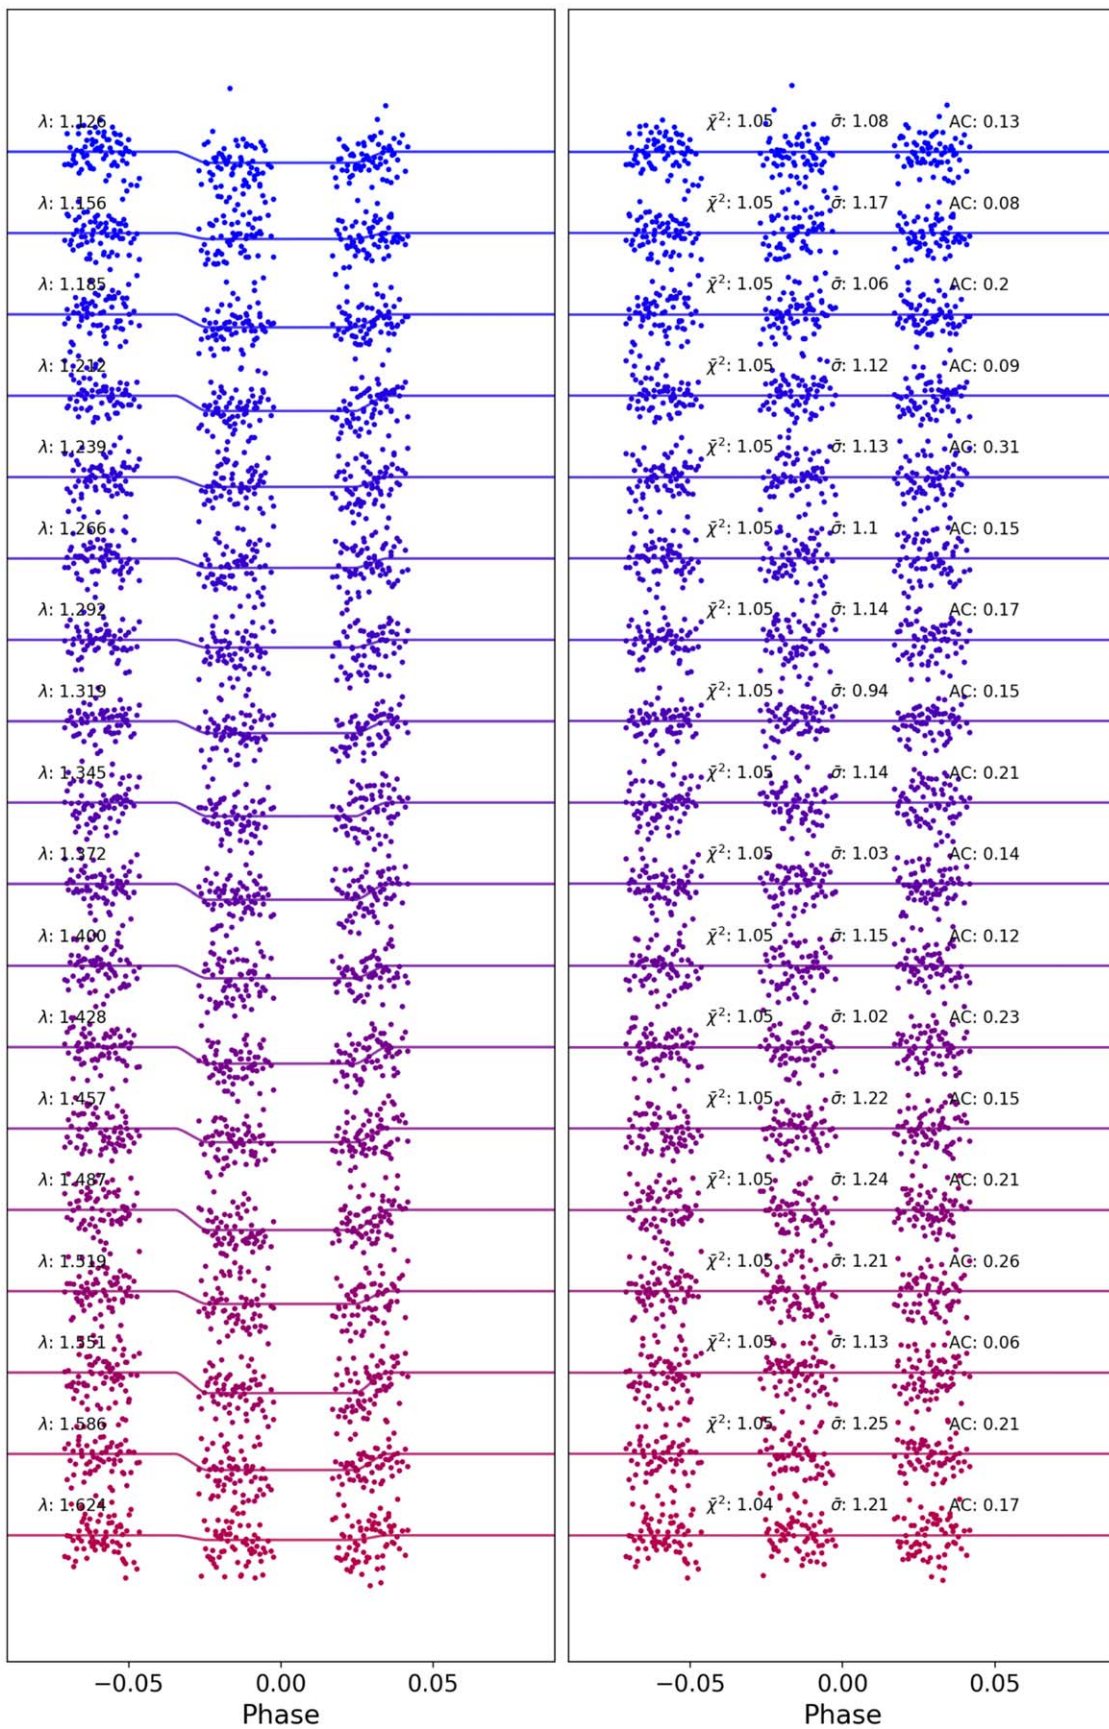 λ: 1.126 χ̄²: 1.05 σ̄: 1.08 AC: 0.13
λ: 1.156 χ̄²: 1.05 σ̄: 1.17 AC: 0.08
λ: 1.185 χ̄²: 1.05 σ̄: 1.06 AC: 0.2
λ: 1.212 χ̄²: 1.05 σ̄: 1.12 AC: 0.09
λ: 1.239 χ̄²: 1.05 σ̄: 1.13 AC: 0.31
λ: 1.266 χ̄²: 1.05 σ̄: 1.1 AC: 0.15
λ: 1.292 χ̄²: 1.05 σ̄: 1.14 AC: 0.17
λ: 1.319 χ̄²: 1.05 σ̄: 0.94 AC: 0.15
λ: 1.345 χ̄²: 1.05 σ̄: 1.14 AC: 0.21
λ: 1.372 χ̄²: 1.05 σ̄: 1.03 AC: 0.14
λ: 1.400 χ̄²: 1.05 σ̄: 1.15 AC: 0.12
λ: 1.428 χ̄²: 1.05 σ̄: 1.02 AC: 0.23
λ: 1.457 χ̄²: 1.05 σ̄: 1.22 AC: 0.15
λ: 1.487 χ̄²: 1.05 σ̄: 1.24 AC: 0.21
λ: 1.519 χ̄²: 1.05 σ̄: 1.21 AC: 0.26
λ: 1.551 χ̄²: 1.05 σ̄: 1.13 AC: 0.06
λ: 1.586 χ̄²: 1.05 σ̄: 1.25 AC: 0.21
λ: 1.624 χ̄²: 1.04 σ̄: 1.21 AC: 0.17
−0.05 0.00 0.05 −0.05 0.00 0.05
Phase Phase